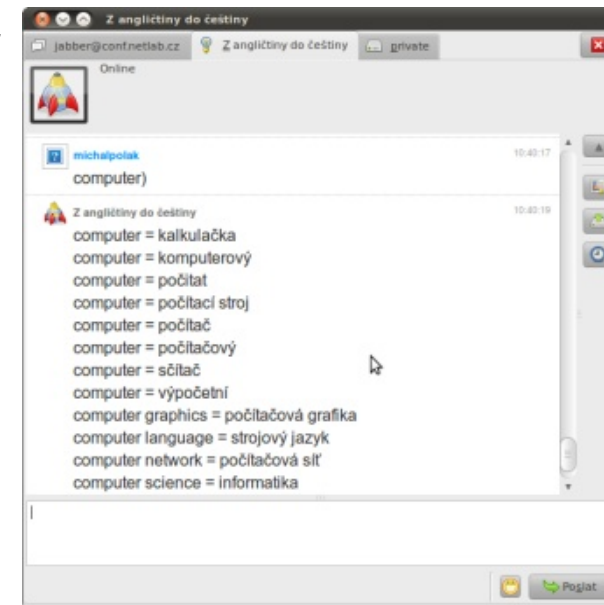 Z angličtiny do češtiny
jabber@conf.netlab.cz Z angličtiny do češtiny private
Online
michalpolak 10:40:17
computer)
Z angličtiny do češtiny 10:40:19
computer = kalkulačka
computer = komputerový
computer = počitat
computer = počítací stroj
computer = počítač
computer = počítačový
computer = sčítač
computer = výpočetní
computer graphics = počítačová grafika
computer language = strojový jazyk
computer network = počítačová síť
computer science = informatika
Poslat